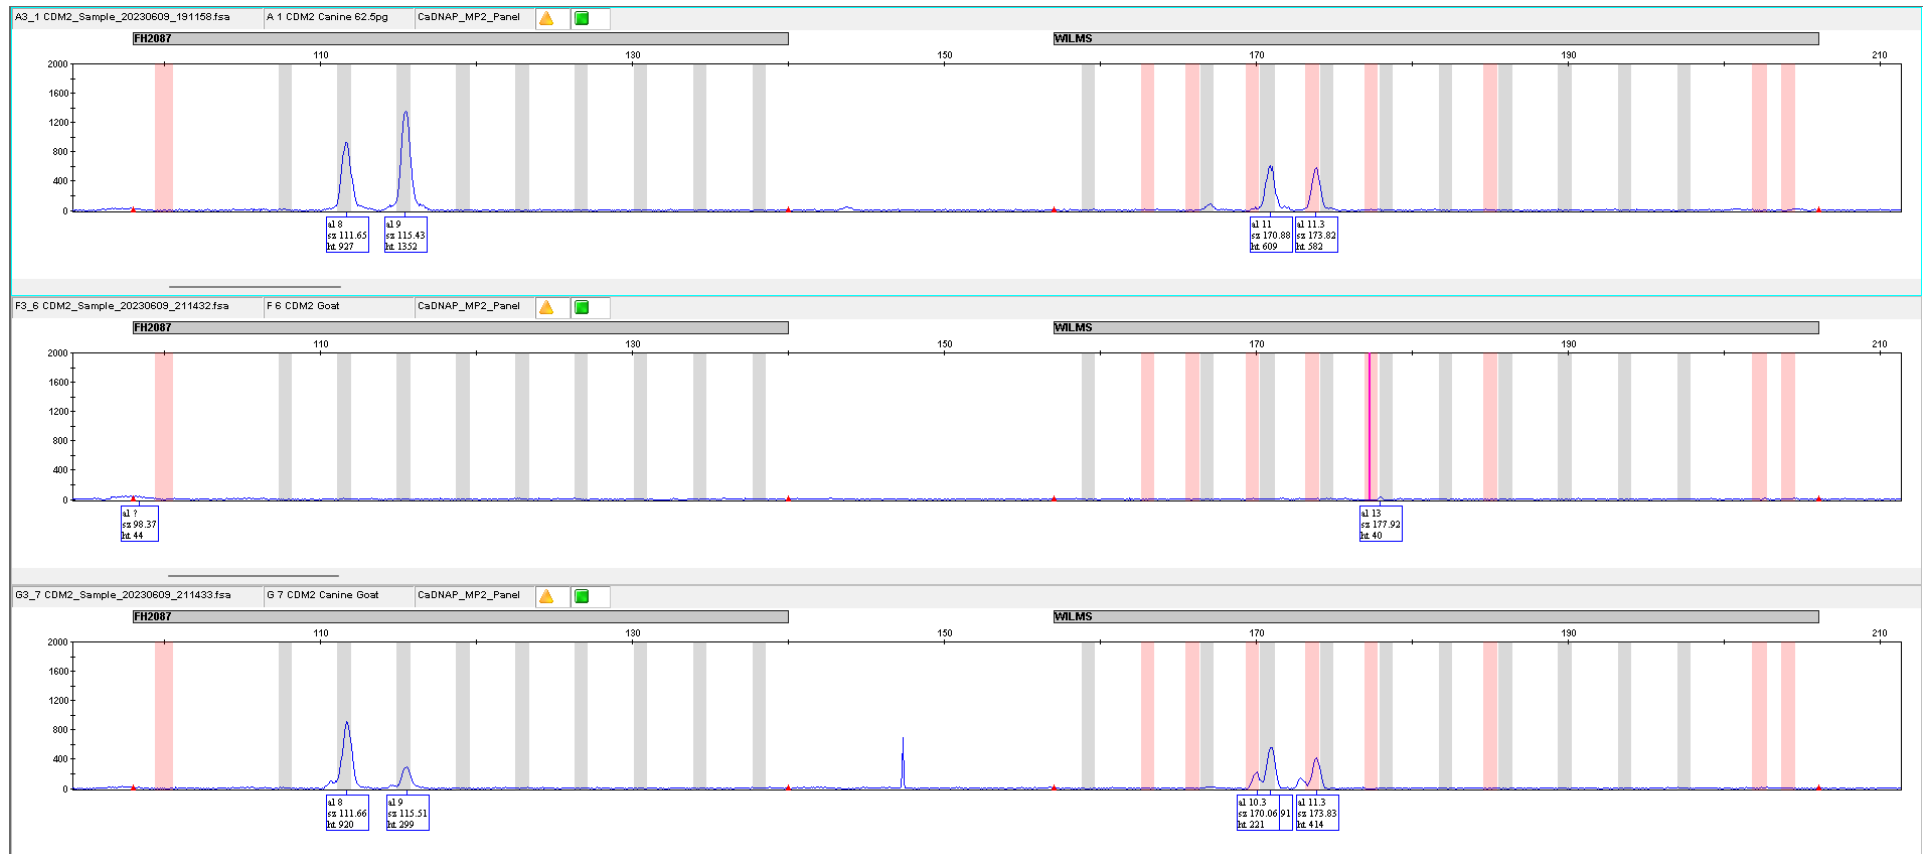 A3_1 CDM2_Sample_20230609_191158.fsa A 1 CDM2 Canine 62.5pg CaDNAP_MP2_Panel
FH2087 WILMS
110 130 150 170 190 210
2000
1600
1200
800
400
0
al 8 al 9 al 11 al 11.3
sz 111.65 sz 115.43 sz 170.88 sz 173.82
ht 927 ht 1352 ht 609 ht 582
F3_6 CDM2_Sample_20230609_211432.fsa F 6 CDM2 Goat CaDNAP_MP2_Panel
FH2087 WILMS
110 130 150 170 190 210
2000
1600
1200
800
400
0
al ? al 13
sz 98.37 sz 177.92
ht 44 ht 40
G3_7 CDM2_Sample_20230609_211433.fsa G 7 CDM2 Canine Goat CaDNAP_MP2_Panel
FH2087 WILMS
110 130 150 170 190 210
2000
1600
1200
800
400
0
al 8 al 9 al 10.3 al 11.3
sz 111.66 sz 115.51 sz 170.06 91 sz 173.83
ht 920 ht 299 ht 221 ht 414